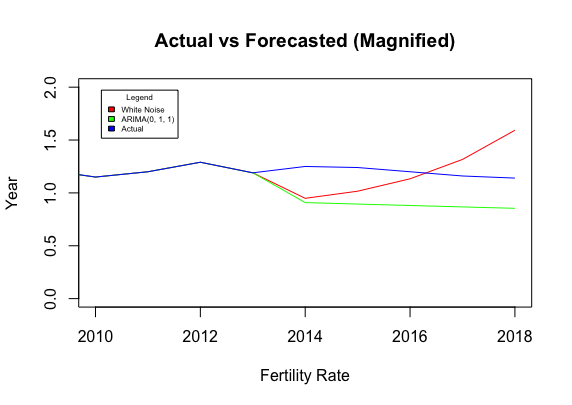 Actual vs Forecasted (Magnified)
2.0
1.5
1.0
0.5
0.0
Year
Legend
White Noise
ARIMA(0, 1, 1)
Actual
2010 2012 2014 2016 2018
Fertility Rate